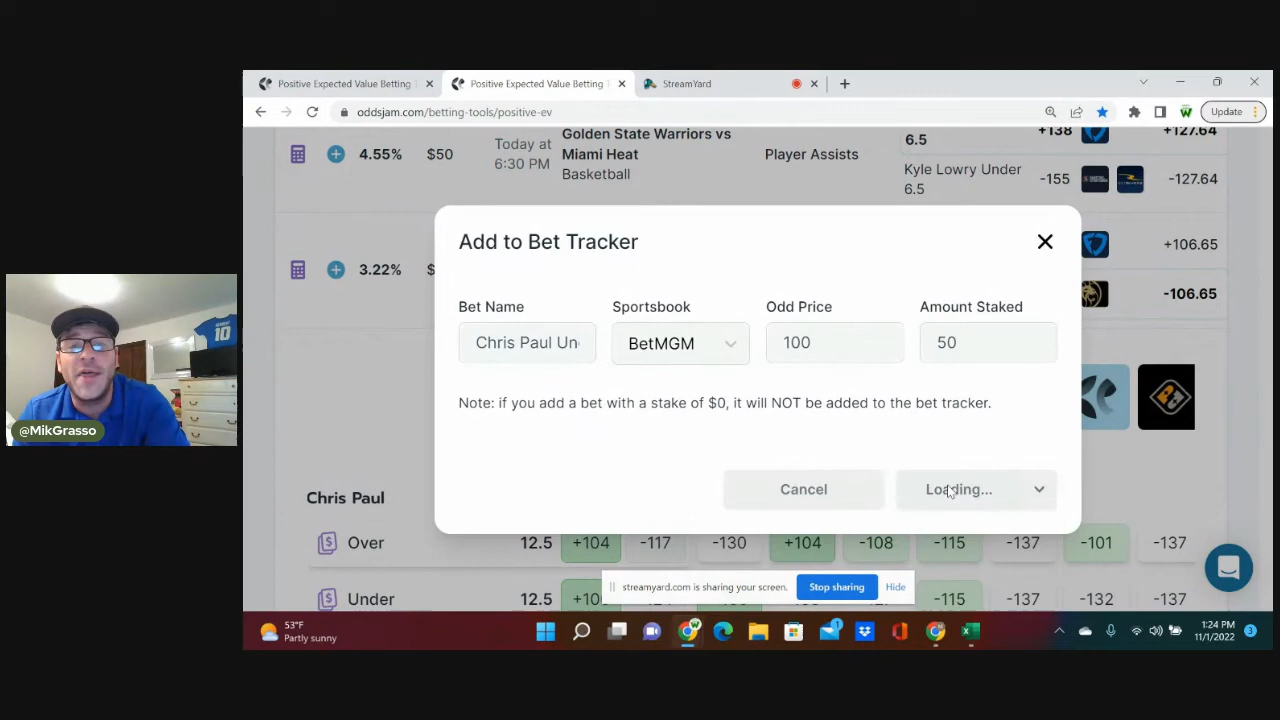 Positive Expected Value Betting
Positive Expected Value Betting
StreamYard
oddsjam.com/betting-tools/positive-ev
Update
4.55%
$50
Today at
6:30 PM
Golden State Warriors vs
Miami Heat
Basketball
Player Assists
6.5
+138
+127.64
Kyle Lowry Under
6.5
-155
-127.64
3.22%
+106.65
-106.65
Add to Bet Tracker
Bet Name
Sportsbook
Odd Price
Amount Staked
Chris Paul Un
BetMGM
100
50
Note: if you add a bet with a stake of $0, it will NOT be added to the bet tracker.
Cancel
Loading...
Chris Paul
Over 12.5 +104 -117 -130 +104 -108 -115 -137 -101 -137
Under 12.5 -115 -137 -132 -137
streamyard.com is sharing your screen.
Stop sharing
Hide
@MikGrasso
10
53°F
Partly sunny
1:24 PM
11/1/2022
3